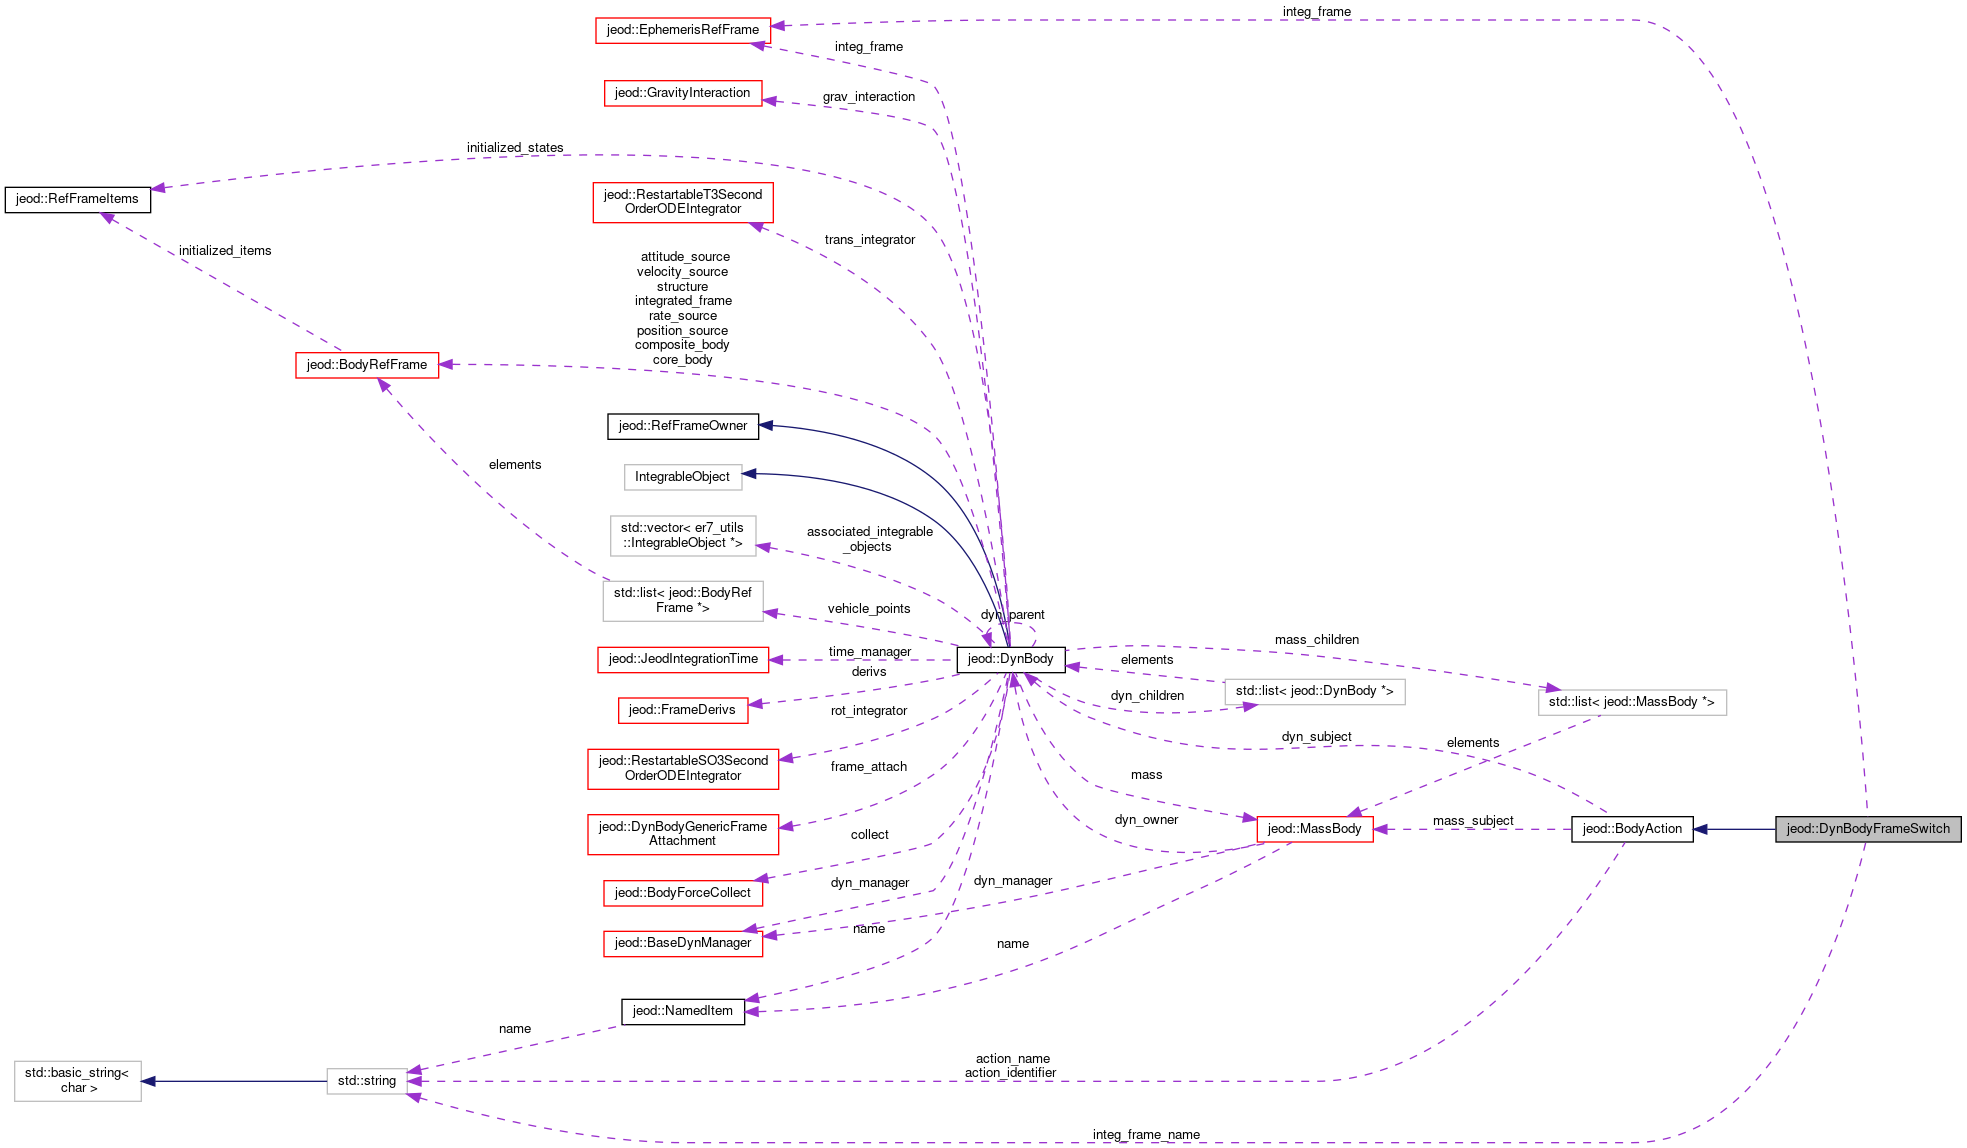 integ_frame
jeod::EphemerisRefFrame
integ_frame
jeod::GravityInteraction
grav_interaction
initialized_states
jeod::RefFrameItems
jeod::RestartableT3Second
OrderODEIntegrator
trans_integrator
initialized_items
attitude_source
velocity_source
structure
integrated_frame
rate_source
position_source
composite_body
core_body
jeod::BodyRefFrame
jeod::RefFrameOwner
elements
IntegrableObject
std::vector< er7_utils
::IntegrableObject *>
associated_integrable
_objects
std::list< jeod::BodyRef
Frame *>
vehicle_points
dyn_parent
jeod::JeodIntegrationTime
time_manager
jeod::DynBody
mass_children
elements
derivs
dyn_children
std::list< jeod::DynBody *>
std::list< jeod::MassBody *>
jeod::FrameDerivs
rot_integrator
dyn_subject
elements
jeod::RestartableSO3Second
OrderODEIntegrator
frame_attach
mass
jeod::DynBodyGenericFrame
Attachment
collect
dyn_owner
jeod::MassBody
mass_subject
jeod::BodyAction
jeod::DynBodyFrameSwitch
jeod::BodyForceCollect
dyn_manager
dyn_manager
jeod::BaseDynManager
name
name
jeod::NamedItem
name
std::basic_string<
char >
std::string
action_name
action_identifier
integ_frame_name